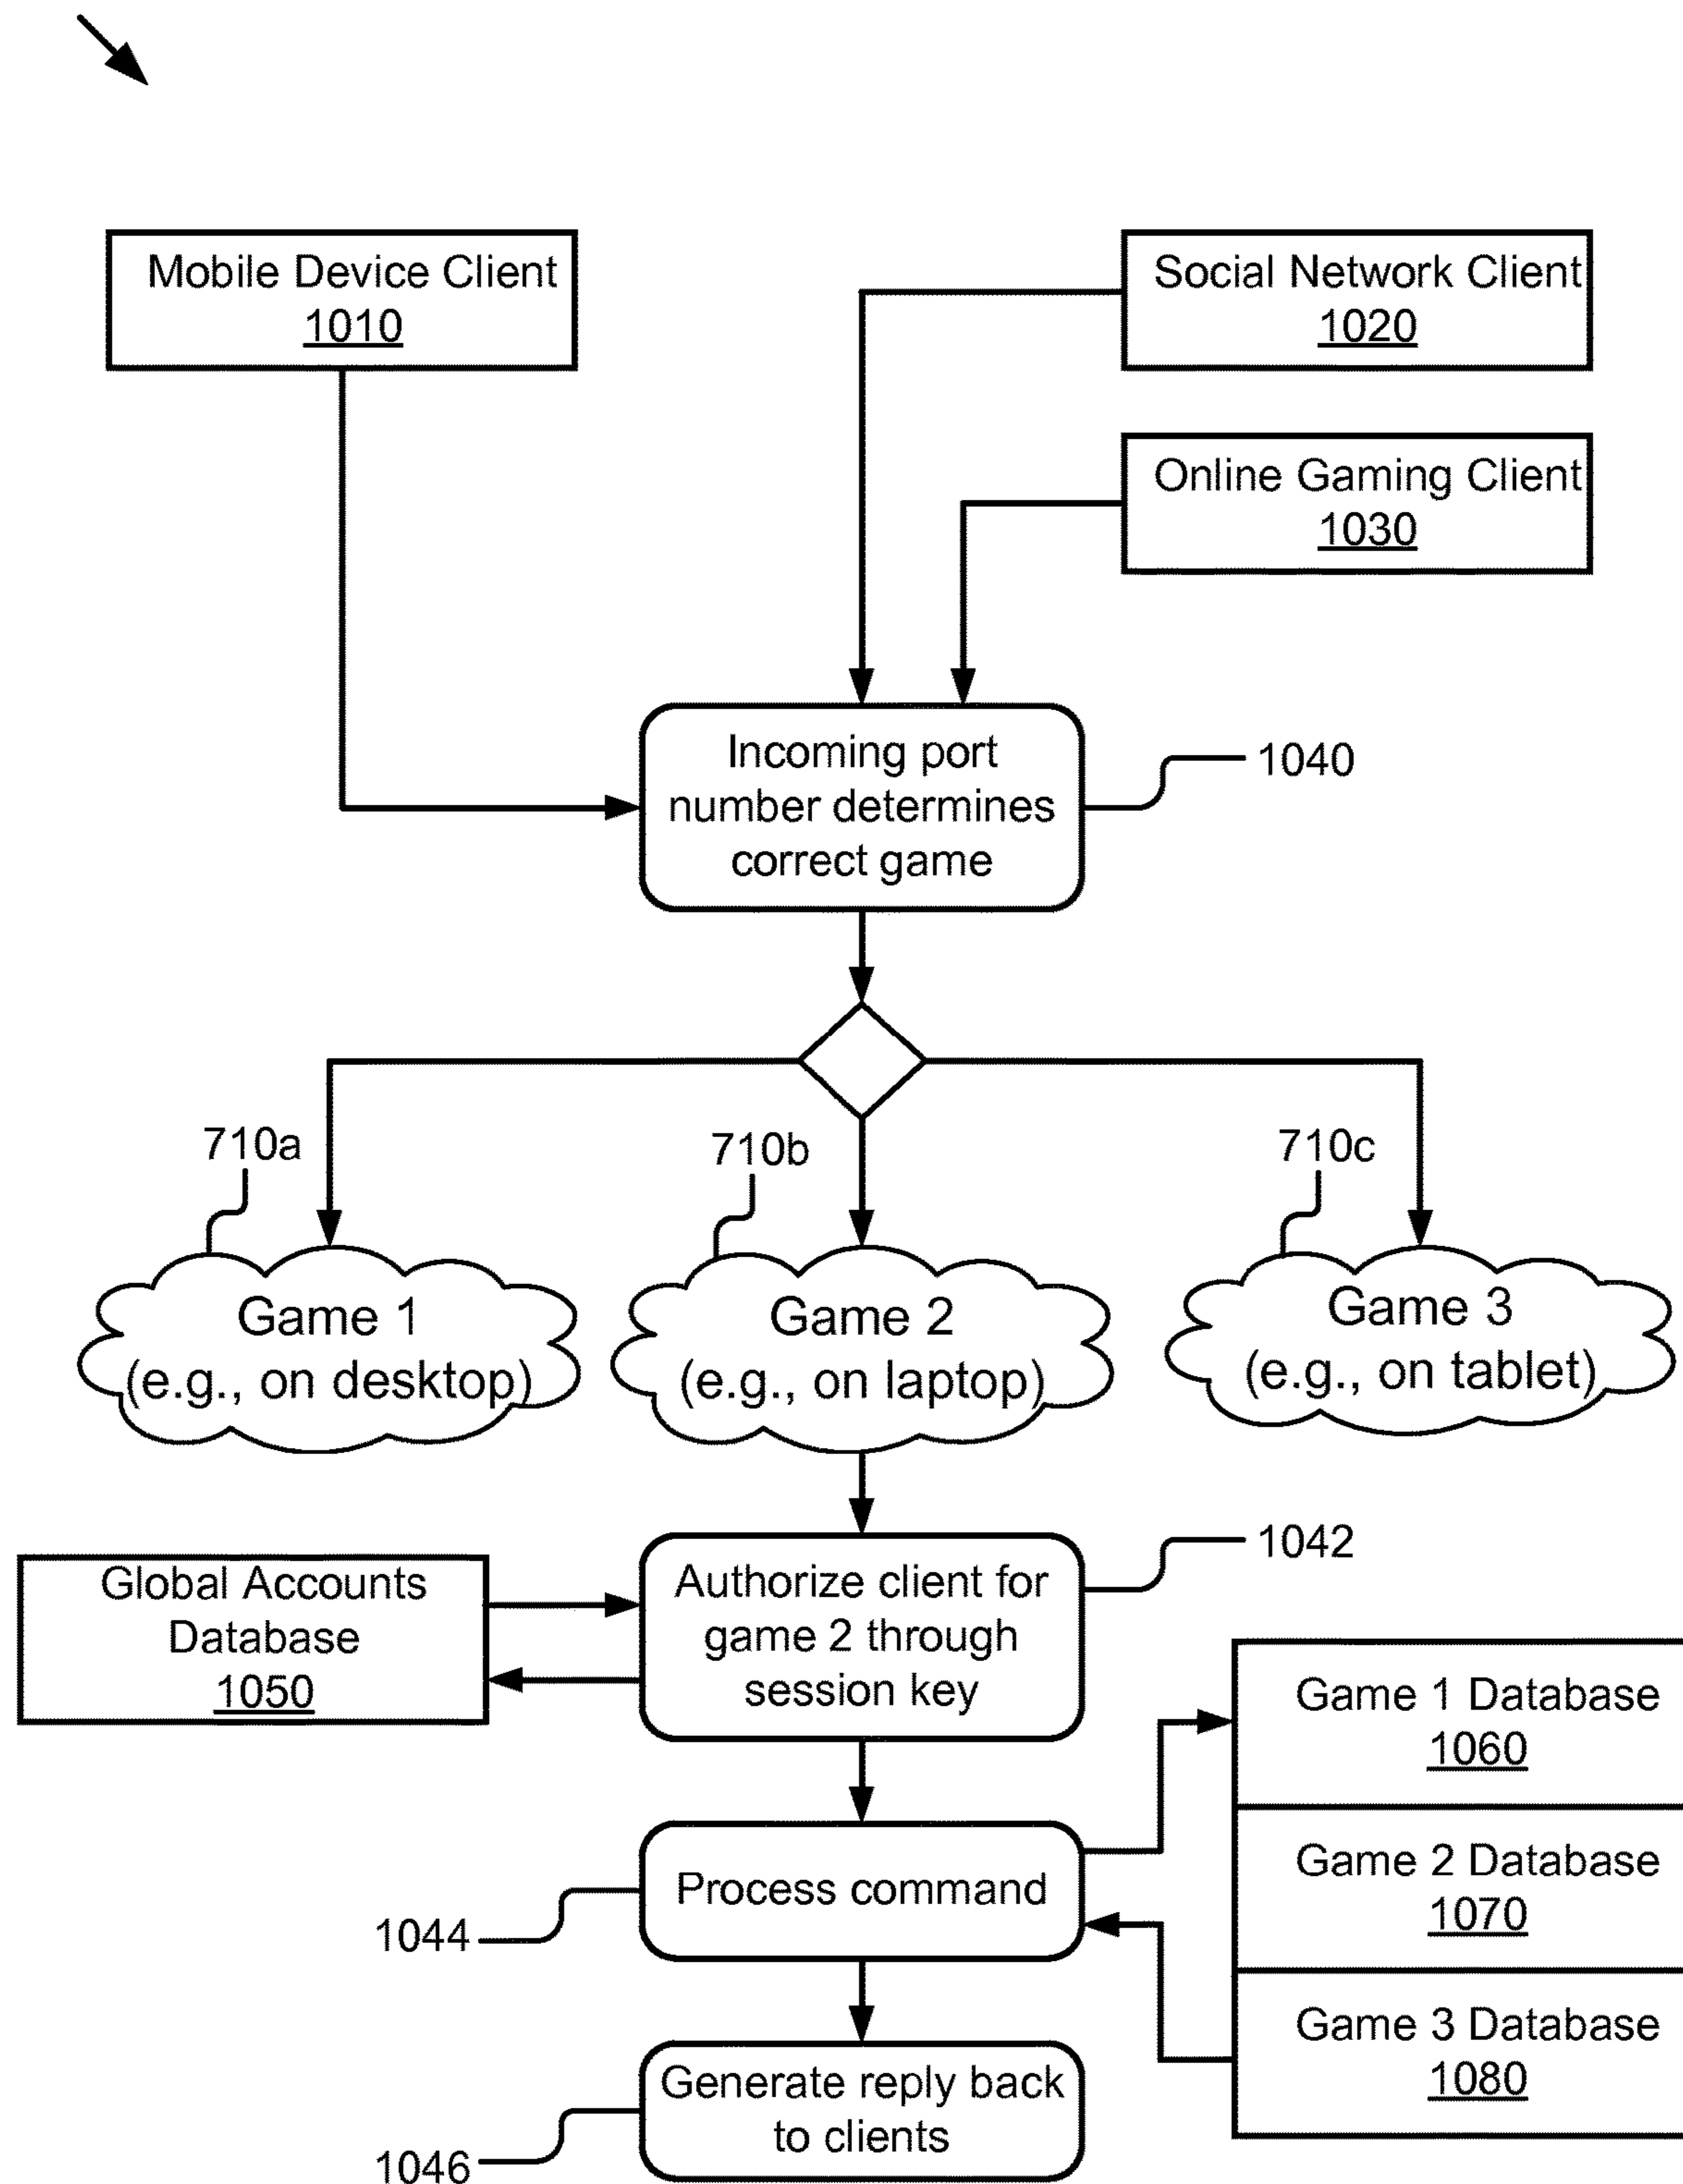 Mobile Device Client
1010
Social Network Client
1020
Online Gaming Client
1030
Incoming port
number determines
correct game
1040
710a
710b
710c
Game 1
(e.g., on desktop)
Game 2
(e.g., on laptop)
Game 3
(e.g., on tablet)
Global Accounts
Database
1050
Authorize client for
game 2 through
session key
1042
Game 1 Database
1060
Process command
1044
Game 2 Database
1070
Game 3 Database
1080
Generate reply back
to clients
1046